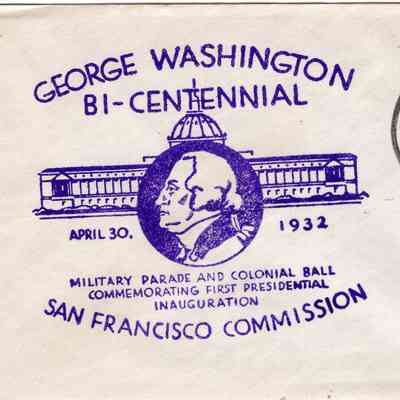 GEORGE WASHINGTON
BI-CENTENNIAL
APRIL 30, 1932
MILITARY PARADE AND COLONIAL BALL
COMMEMORATING FIRST PRESIDENTIAL
INAUGURATION
SAN FRANCISCO COMMISSION